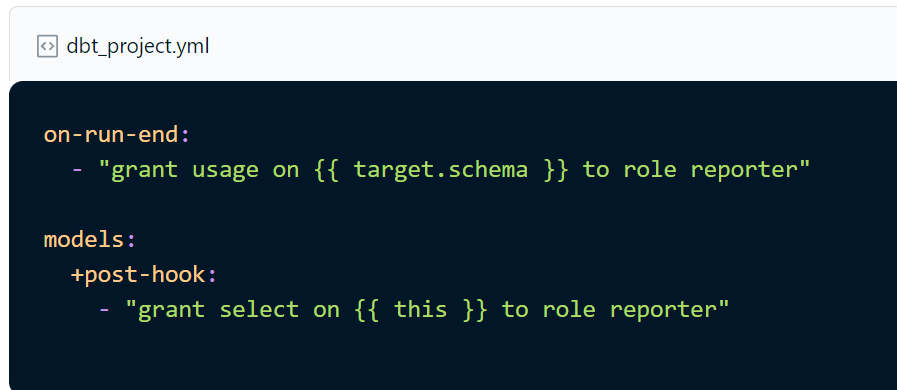 dbt_project.yml
on-run-end:
  - "grant usage on {{ target.schema }} to role reporter"
models:
  +post-hook:
    - "grant select on {{ this }} to role reporter"